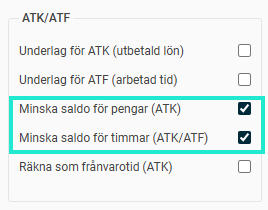 ATK/ATF
Underlag för ATK (utbetald lön)
Underlag för ATF (arbetad tid)
Minska saldo för pengar (ATK)
Minska saldo för timmar (ATK/ATF)
Räkna som frånvarotid (ATK)